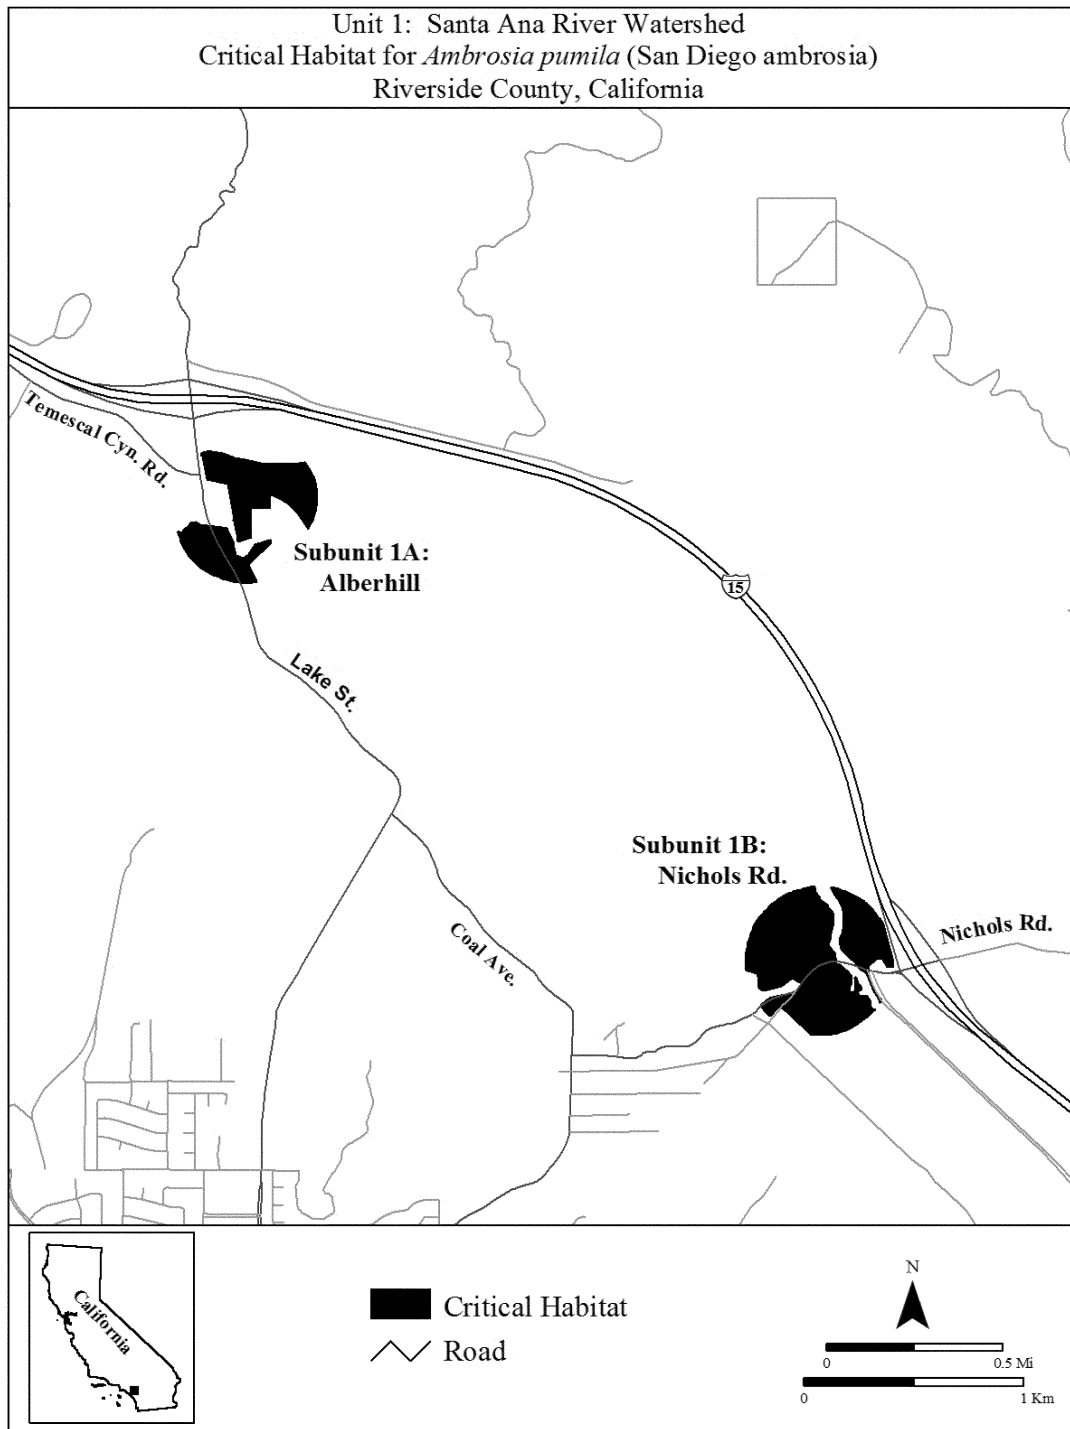 Unit 1: Santa Ana River Watershed
Critical Habitat for Ambrosia pumila (San Diego ambrosia)
Riverside County, California
Temescal Cyn. Rd.
Subunit 1A:
Alberhill
15
Lake St.
Subunit 1B:
Nichols Rd.
Nichols Rd.
Coal Ave.
California
Critical Habitat
Road
N
0 0.5 Mi
0 1 Km